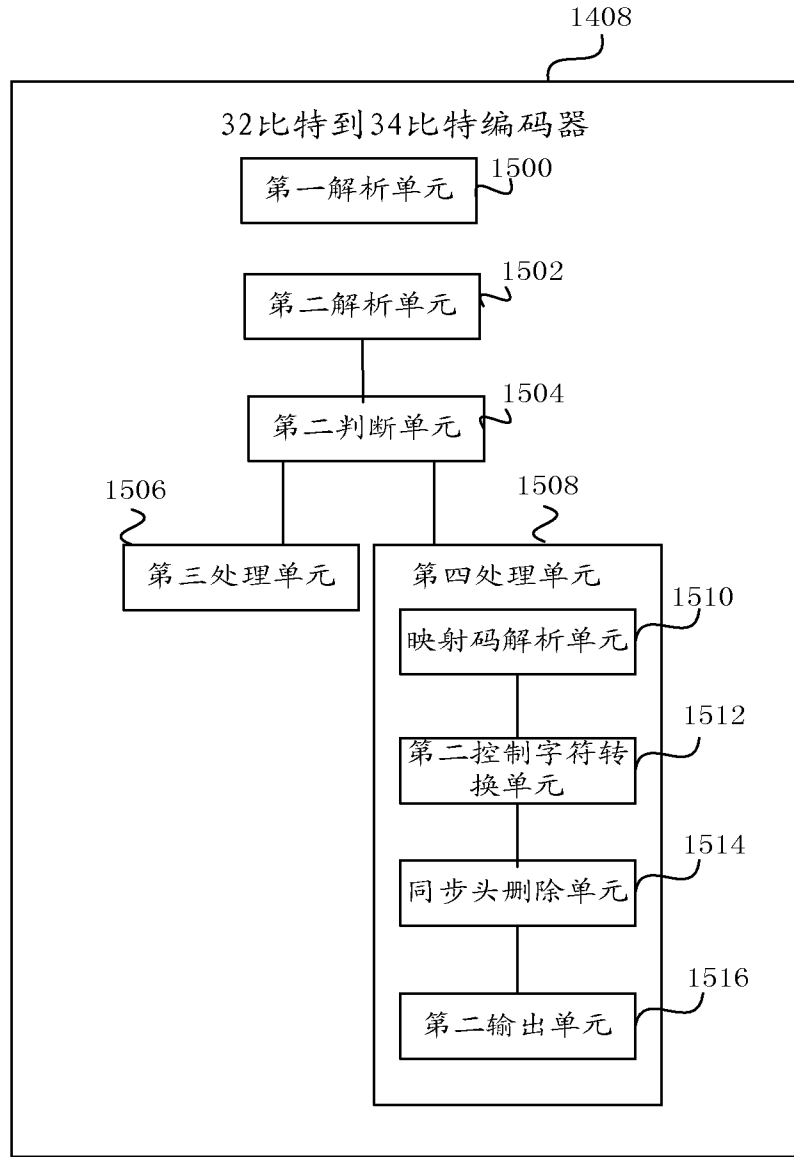 1408
32比特到34比特编码器
1500
第一解析单元
1502
第二解析单元
1504
第二判断单元
1506
1508
第三处理单元
第四处理单元
1510
映射码解析单元
1512
第二控制字符转
换单元
1514
同步头删除单元
1516
第二输出单元